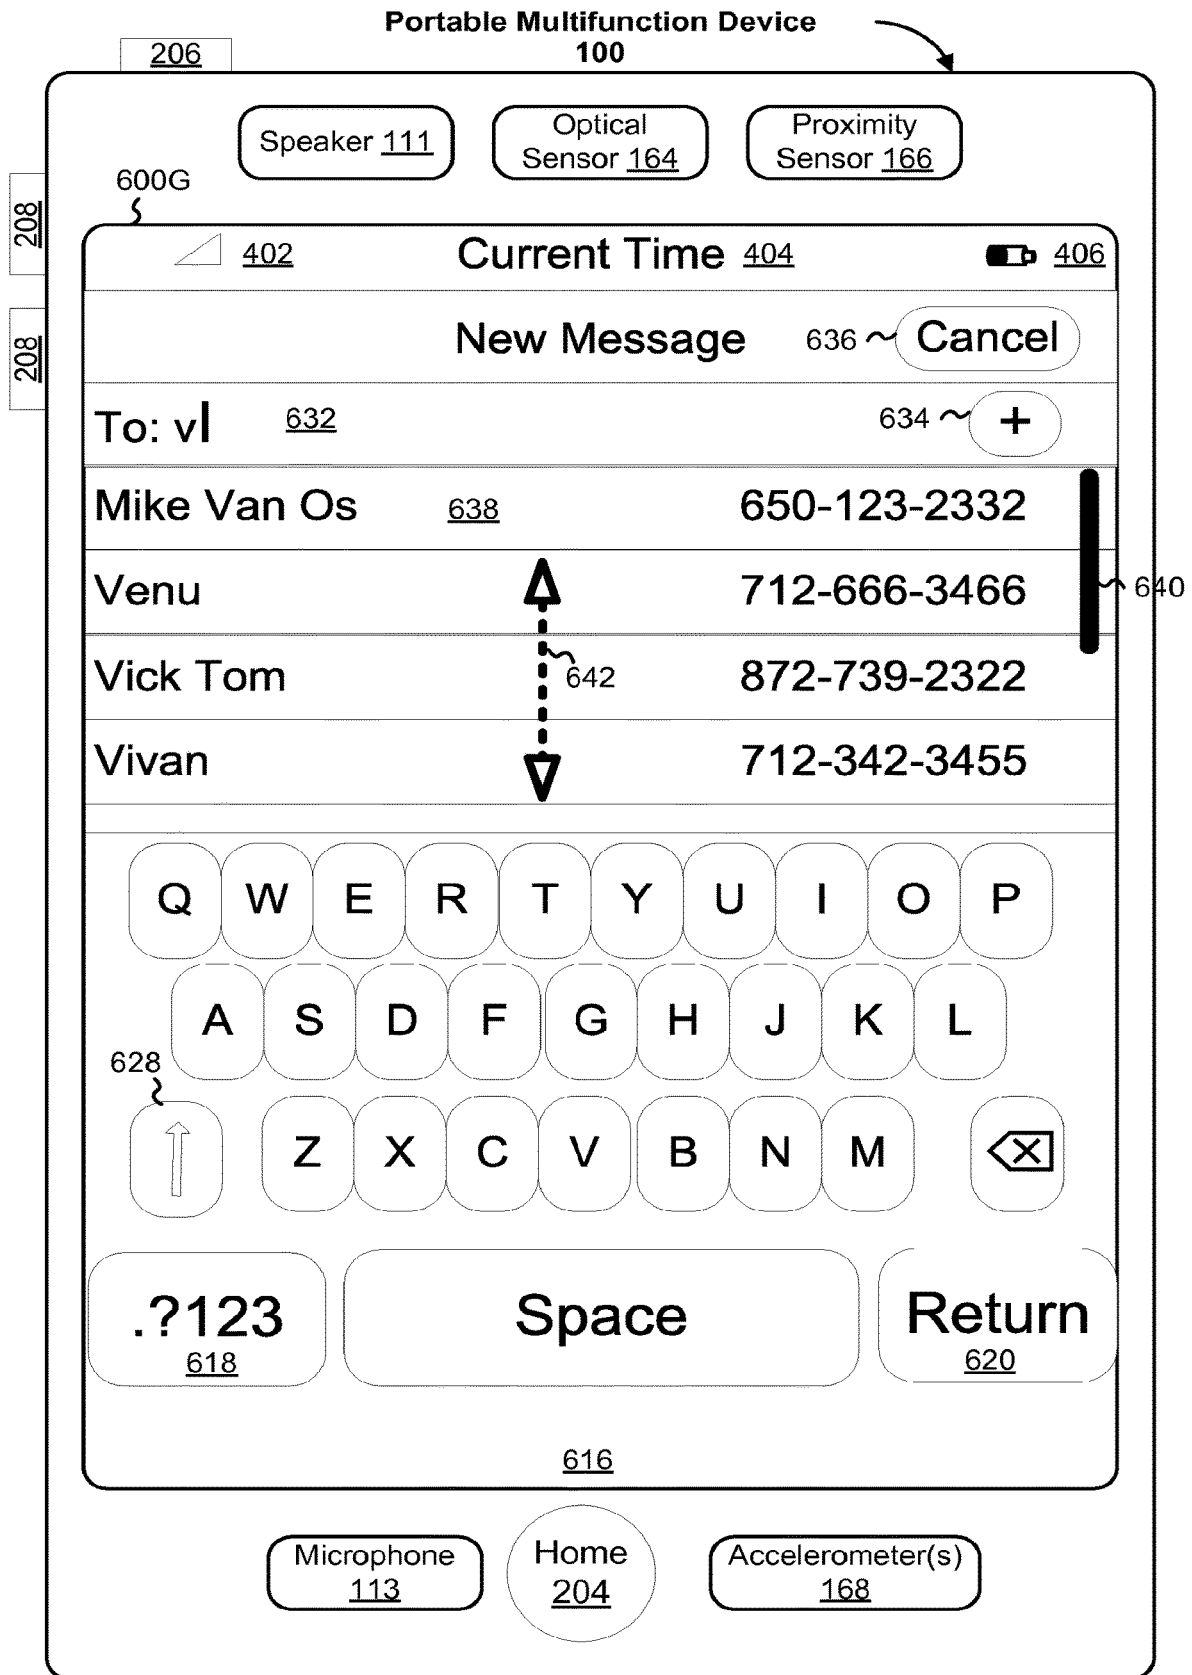 Portable Multifunction Device
100
206
Speaker 111
Optical
Sensor 164
Proximity
Sensor 166
600G
208
402 Current Time 404 406
208
New Message 636 Cancel
To: v 632 634 +
Mike Van Os 638 650-123-2332
Venu 712-666-3466 640
Vick Tom 642 872-739-2322
Vivan 712-342-3455
Q W E R T Y U I O P
A S D F G H J K L
628
Z X C V B N M
.?123 Space Return
618 620
616
Microphone
113
Home
204
Accelerometer(s)
168